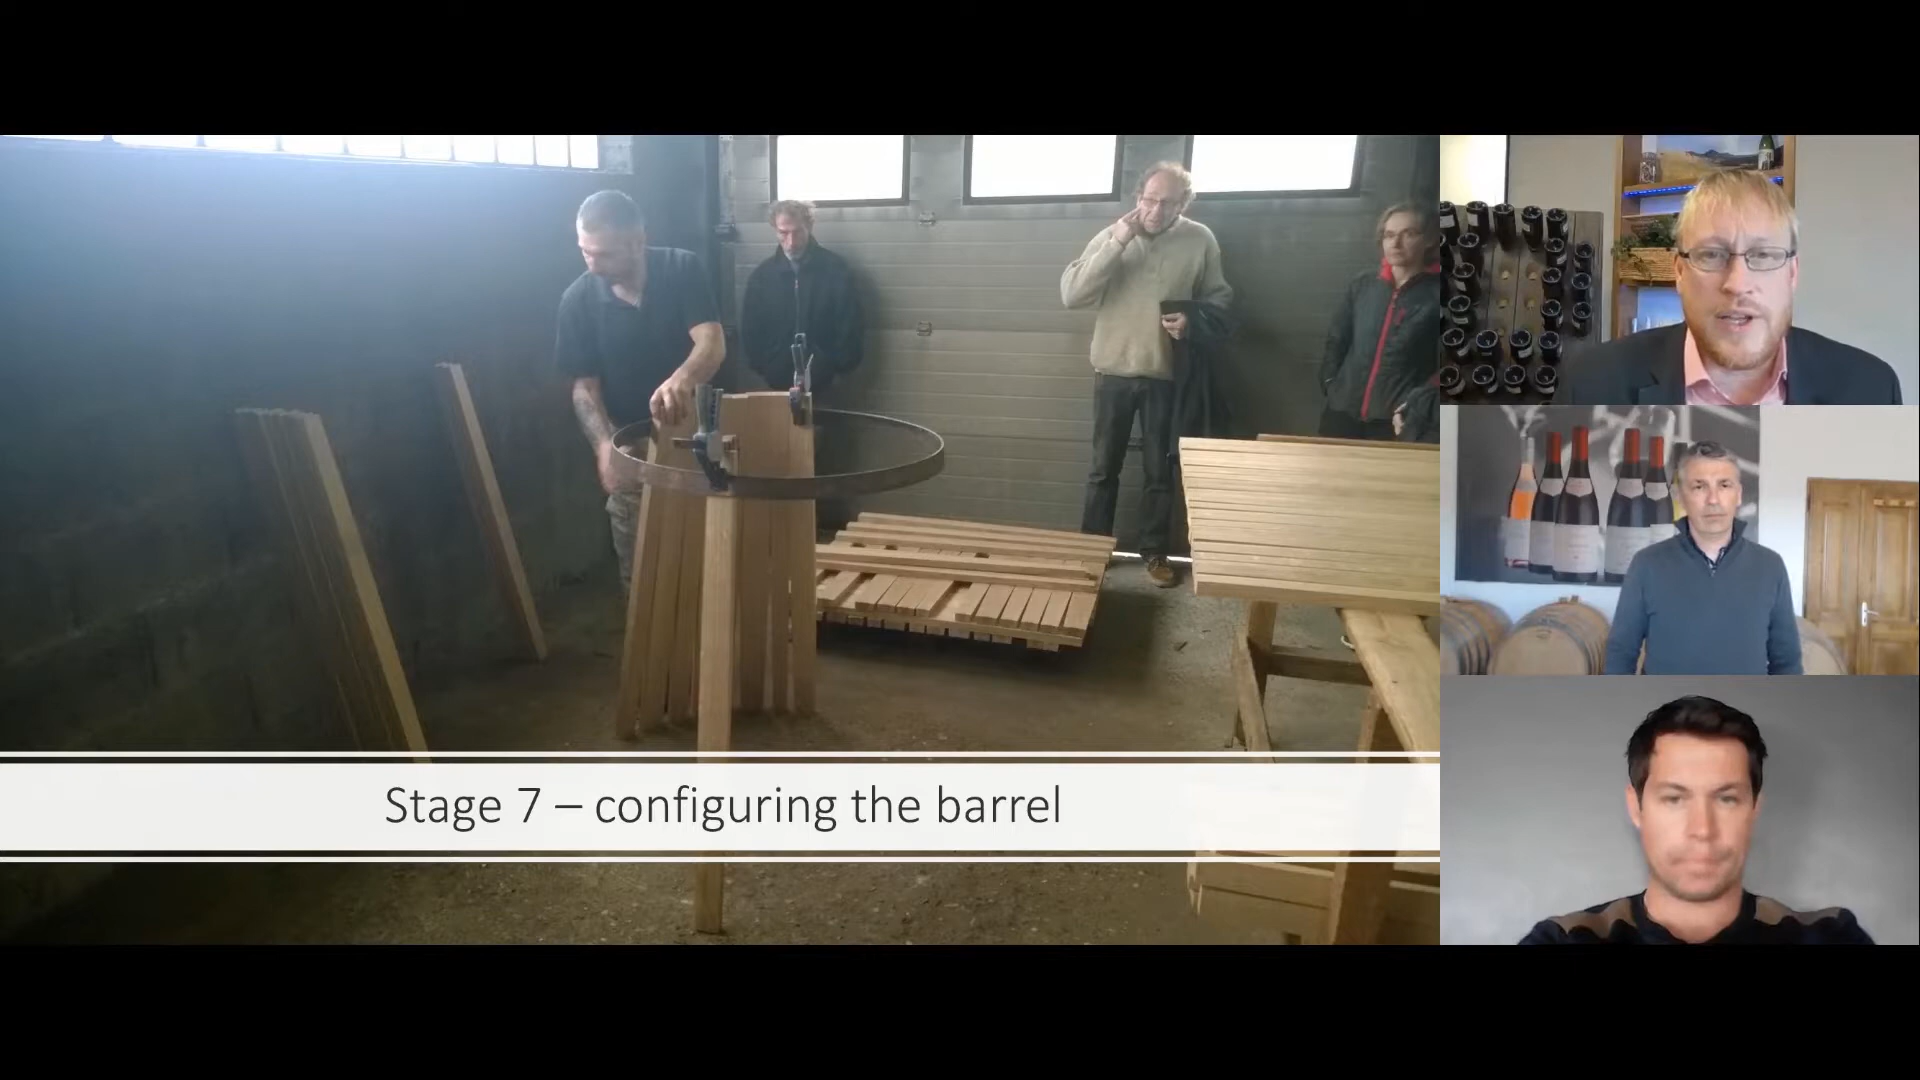 Stage 7 – configuring the barrel